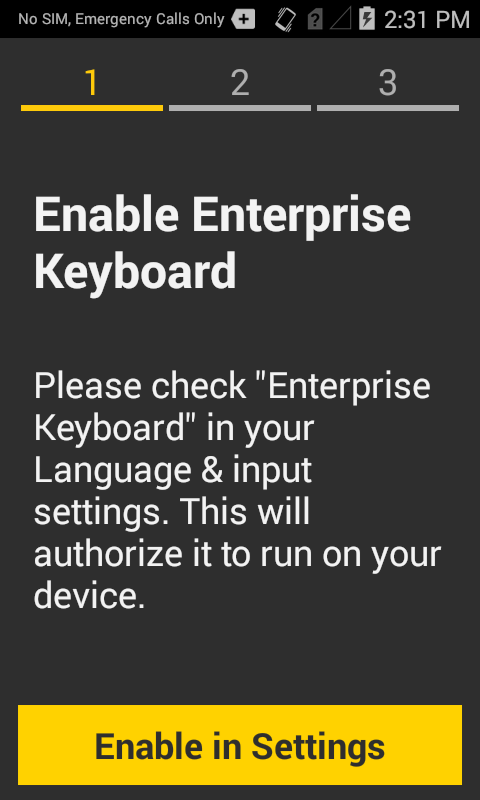 No SIM, Emergency Calls Only 2:31 PM
1 2 3
Enable Enterprise
Keyboard
Please check "Enterprise
Keyboard" in your
Language & input
settings. This will
authorize it to run on your
device.
Enable in Settings